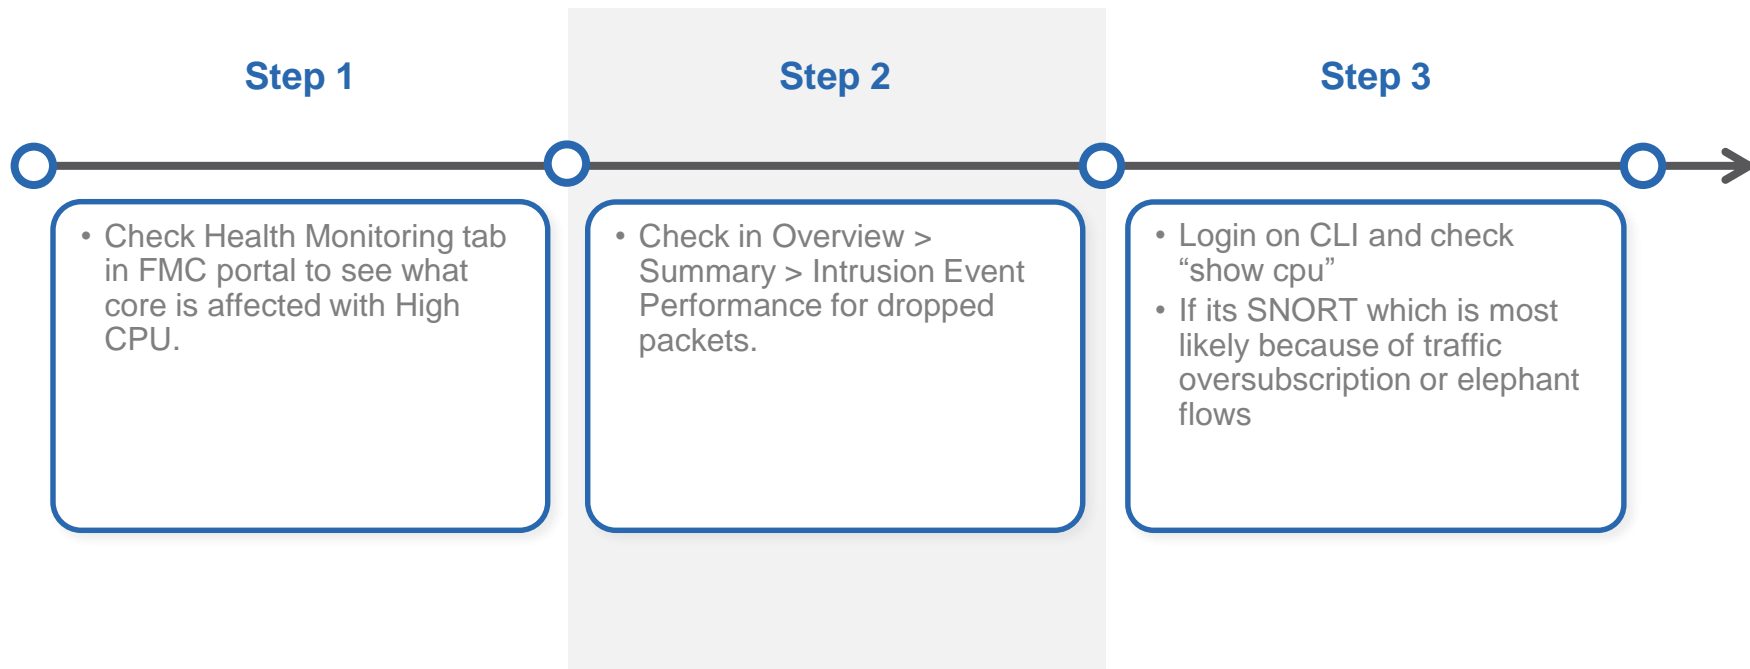 Step 1
• Check Health Monitoring tab
in FMC portal to see what
core is affected with High
CPU.
Step 2
• Check in Overview >
Summary > Intrusion Event
Performance for dropped
packets.
Step 3
• Login on CLI and check
“show cpu”
• If its SNORT which is most
likely because of traffic
oversubscription or elephant
flows